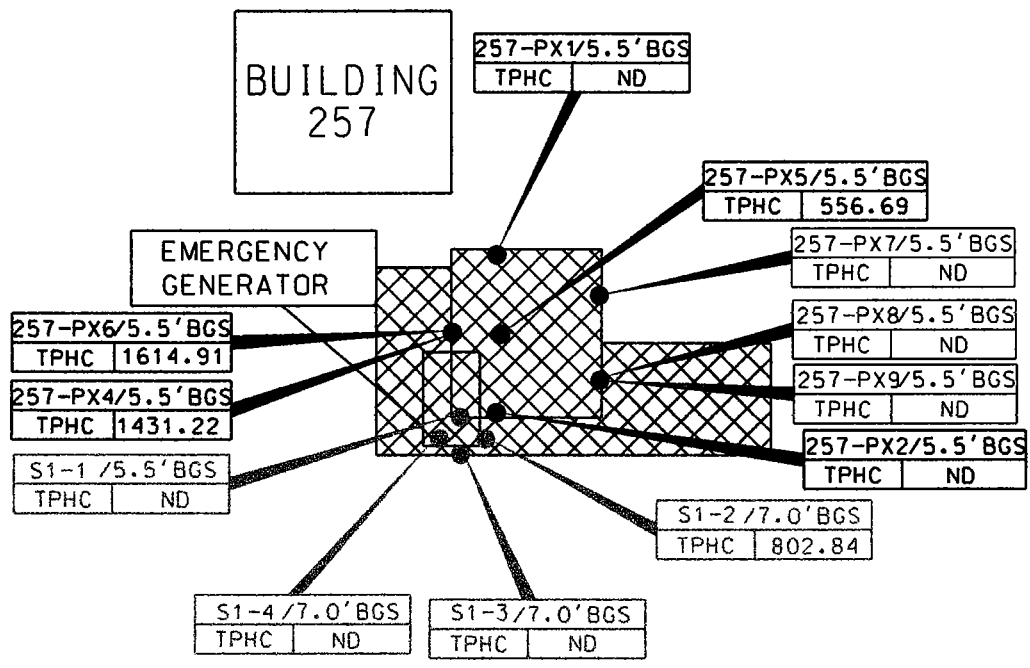 BUILDING
257
257-PX1/5.5'BGS
TPHC ND
257-PX5/5.5'BGS
TPHC 556.69
EMERGENCY
GENERATOR
257-PX7/5.5'BGS
TPHC ND
257-PX6/5.5'BGS
TPHC 1614.91
257-PX8/5.5'BGS
TPHC ND
257-PX4/5.5'BGS
TPHC 1431.22
257-PX9/5.5'BGS
TPHC ND
257-PX2/5.5'BGS
TPHC ND
S1-1/5.5'BGS
TPHC ND
S1-2/7.0'BGS
TPHC 802.84
S1-4/7.0'BGS
TPHC ND
S1-3/7.0'BGS
TPHC ND